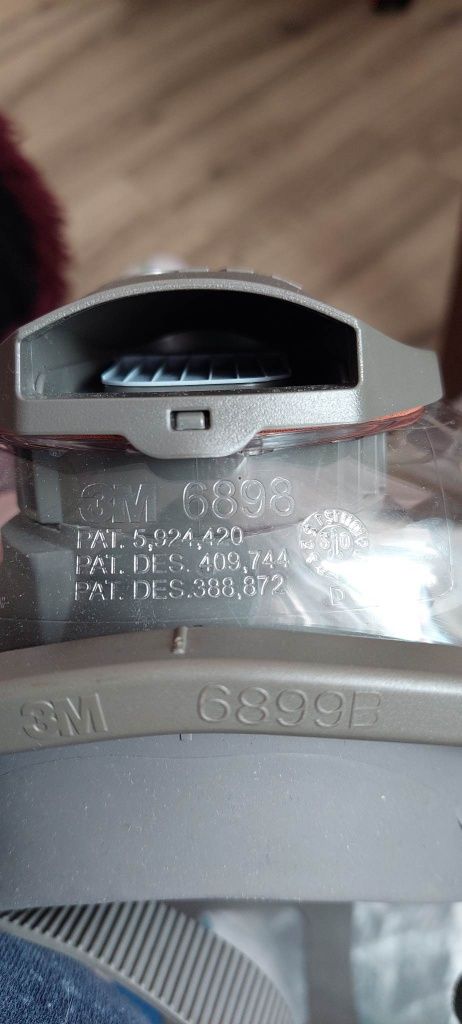 3M 6898
PAT. 5,924,420
PAT. DES. 409,744
PAT. DES.388,872
D
3M 6899B